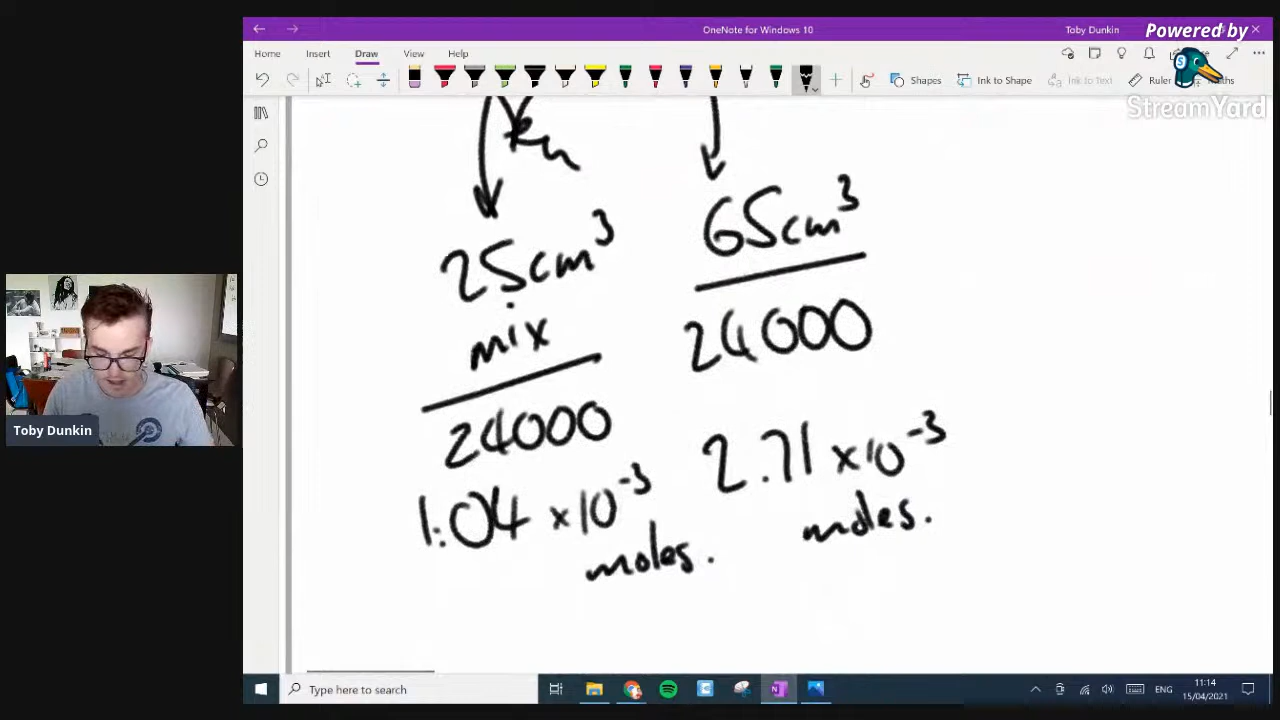 OneNote for Windows 10
Toby Dunkin
Powered by
StreamYard
Home Insert Draw View Help
Shapes Ink to Shape Ink to Text Ruler
25cm³
mix
24000
1.04 ×10⁻³
moles.
65cm³
24000
2.71 ×10⁻³
moles.
Toby Dunkin
Type here to search
ENG
11:14
15/04/2021